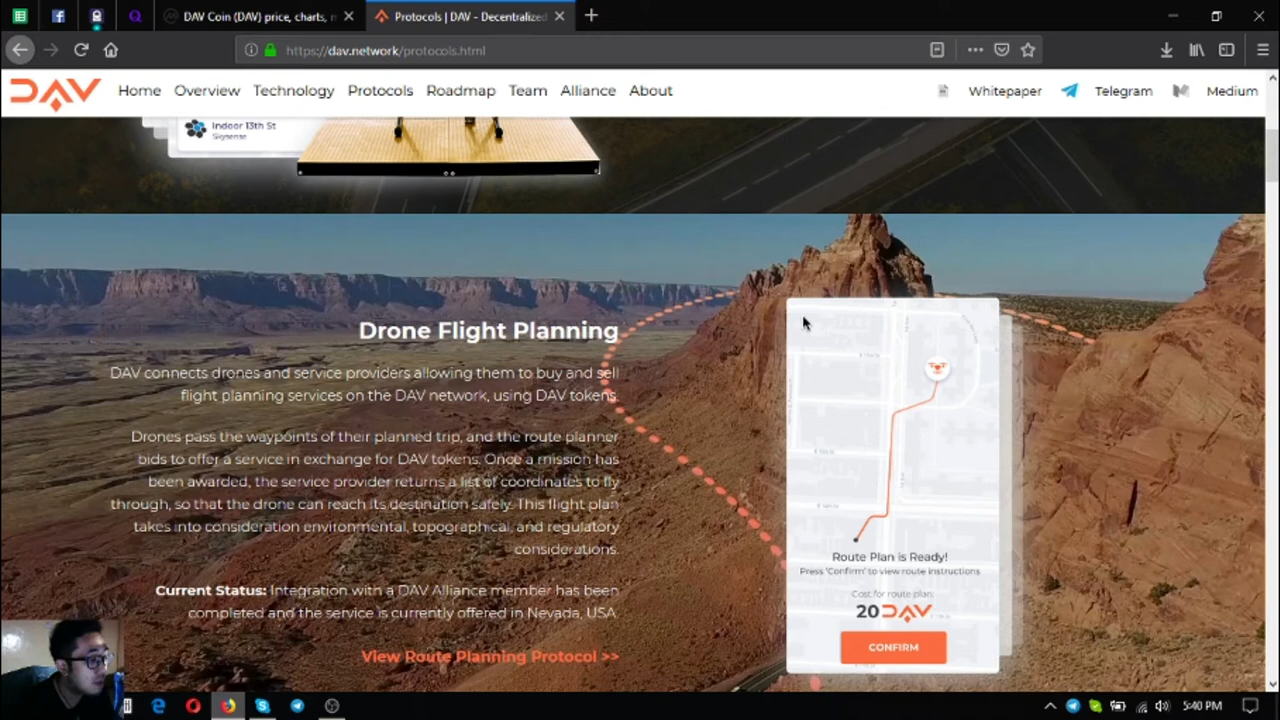 DAV Coin (DAV) price, charts, m
Protocols | DAV - Decentralized
https://dav.network/protocols.html
DAV
Home
Overview
Technology
Protocols
Roadmap
Team
Alliance
About
Whitepaper
Telegram
Medium
Indoor 13th St
Skysense
Drone Flight Planning
DAV connects drones and service providers allowing them to buy and sell
flight planning services on the DAV network, using DAV tokens.
Drones pass the waypoints of their planned trip, and the route planner
bids to offer a service in exchange for DAV tokens. Once a mission has
been awarded, the service provider returns a list of coordinates to fly
through, so that the drone can reach its destination safely. This flight plan
takes into consideration environmental, topographical, and regulatory
considerations.
Current Status: Integration with a DAV Alliance member has been
completed and the service is currently offered in Nevada, USA.
View Route Planning Protocol >>
Route Plan is Ready!
Press 'Confirm' to view route instructions
Cost for route plan:
20 DAV
CONFIRM
5:40 PM